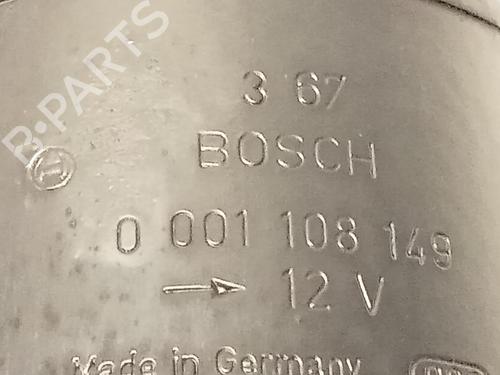 B-PARTS
3 67
BOSCH
0 001 108 149
→ 12 V
Made in Germany